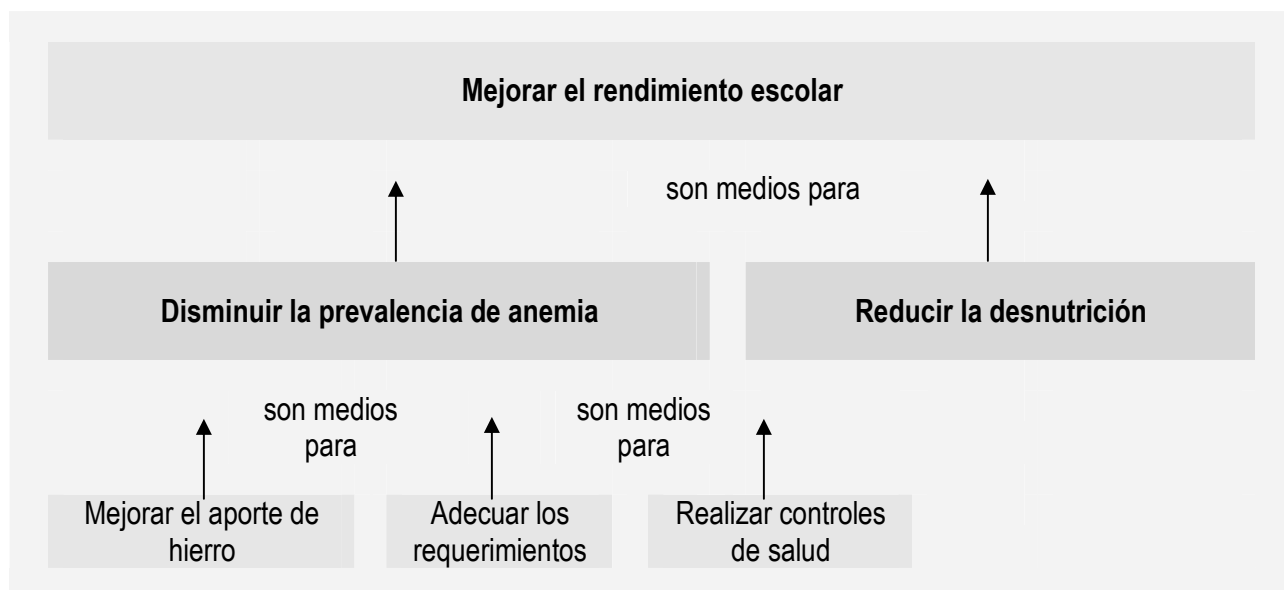 Mejorar el rendimiento escolar
son medios para
Disminuir la prevalencia de anemia
Reducir la desnutrición
son medios
para
son medios
para
Mejorar el aporte de
hierro
Adecuar los
requerimientos
Realizar controles
de salud